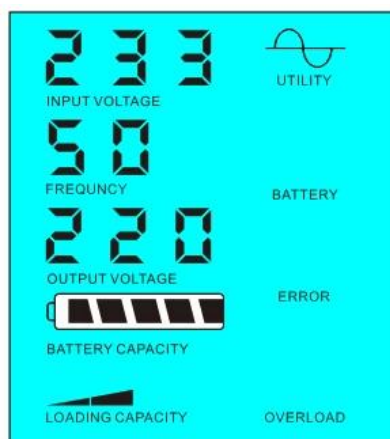 233
INPUT VOLTAGE
UTILITY
50
FREQUNCY
BATTERY
220
OUTPUT VOLTAGE
ERROR
BATTERY CAPACITY
LOADING CAPACITY
OVERLOAD